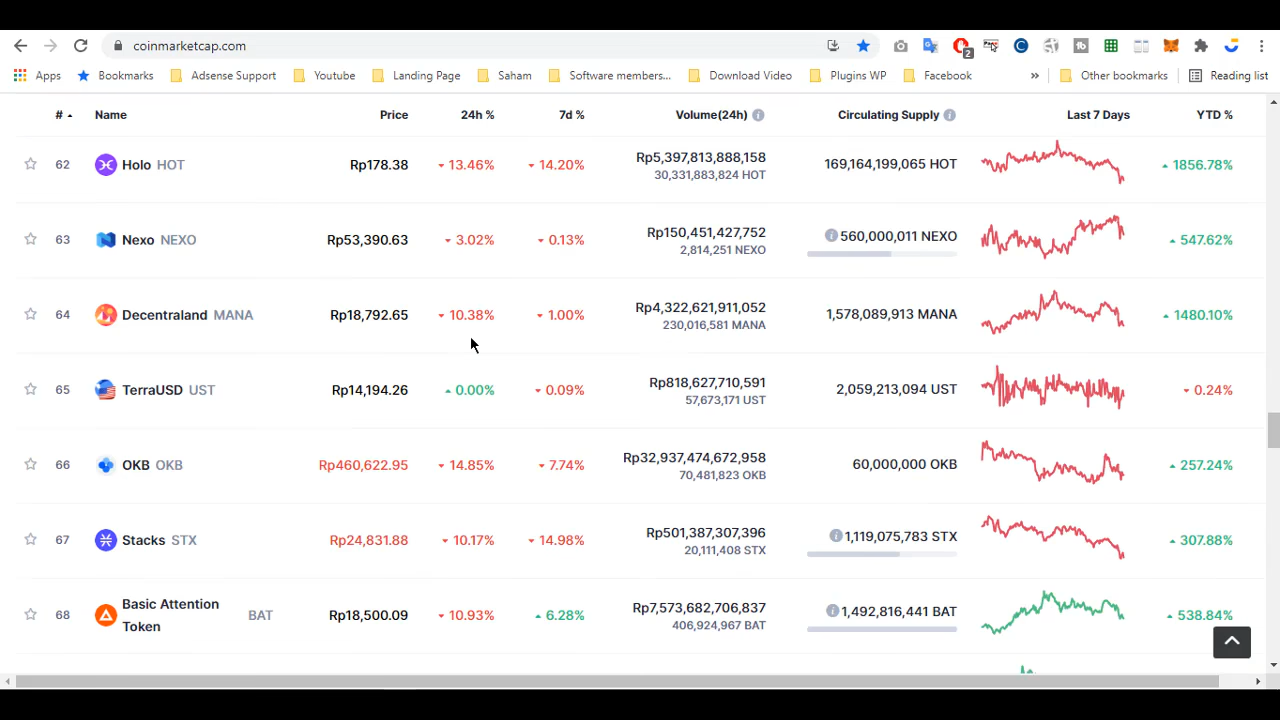 coinmarketcap.com
2
Apps Bookmarks Adsense Support Youtube Landing Page Saham Software members... Download Video Plugins WP Facebook » Other bookmarks Reading list
# Name Price 24h % 7d % Volume(24h) Circulating Supply Last 7 Days YTD %
62 Holo HOT Rp178.38 13.46% 14.20% Rp5,397,813,888,158 169,164,199,065 HOT 1856.78%
30,331,883,824 HOT
63 Nexo NEXO Rp53,390.63 3.02% 0.13% Rp150,451,427,752 560,000,011 NEXO 547.62%
2,814,251 NEXO
64 Decentraland MANA Rp18,792.65 10.38% 1.00% Rp4,322,621,911,052 1,578,089,913 MANA 1480.10%
230,016,581 MANA
65 TerraUSD UST Rp14,194.26 0.00% 0.09% Rp818,627,710,591 2,059,213,094 UST 0.24%
57,673,171 UST
66 OKB OKB Rp460,622.95 14.85% 7.74% Rp32,937,474,672,958 60,000,000 OKB 257.24%
70,481,823 OKB
67 Stacks STX Rp24,831.88 10.17% 14.98% Rp501,387,307,396 1,119,075,783 STX 307.88%
20,111,408 STX
68 Basic Attention Token BAT Rp18,500.09 10.93% 6.28% Rp7,573,682,706,837 1,492,816,441 BAT 538.84%
406,924,967 BAT